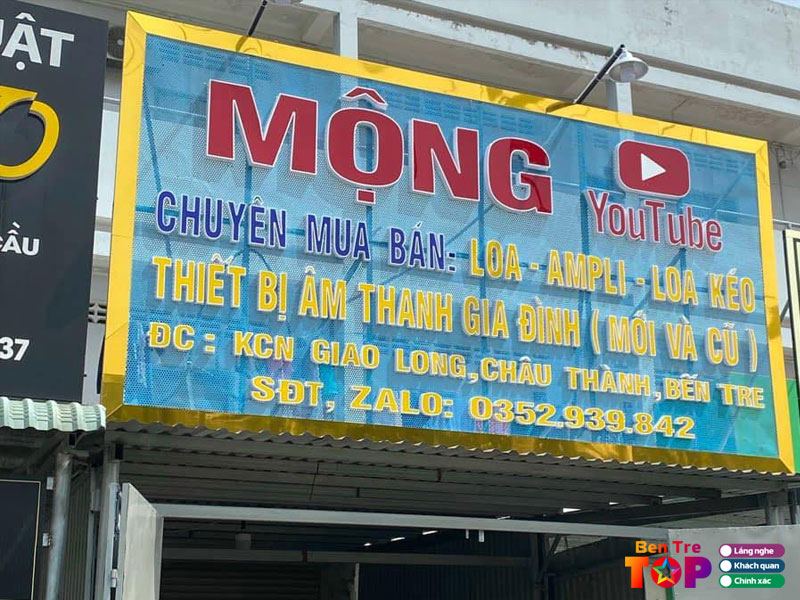 UẬT
CẦU
37
MỘNG
YouTube
CHUYÊN MUA BÁN: LOA - AMPLI - LOA KÉO
THIẾT BỊ ÂM THANH GIA ĐÌNH ( MỚI VÀ CŨ )
ĐC : KCN GIAO LONG, CHÂU THÀNH, BẾN TRE
SĐT, ZALO: 0352.939.842
Ben Tre
TOP
Lắng nghe
Khách quan
Chính xác